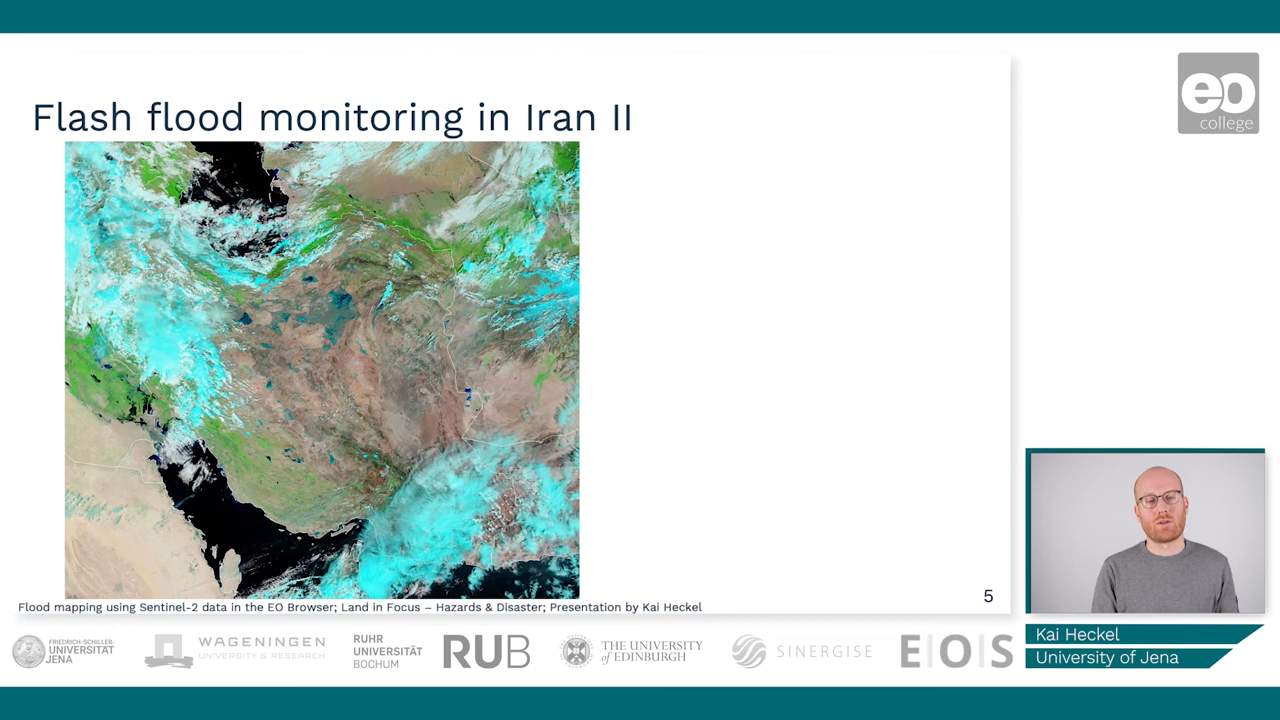 eo
college
Flash flood monitoring in Iran II
5
Flood mapping using Sentinel-2 data in the EO Browser; Land in Focus – Hazards & Disaster; Presentation by Kai Heckel
Kai Heckel
University of Jena
FRIEDRICH-SCHILLER-
UNIVERSITÄT
JENA
WAGENINGEN
UNIVERSITY & RESEARCH
RUHR
UNIVERSITÄT
BOCHUM
RUB
THE UNIVERSITY
of EDINBURGH
SINERGISE
E|O|S